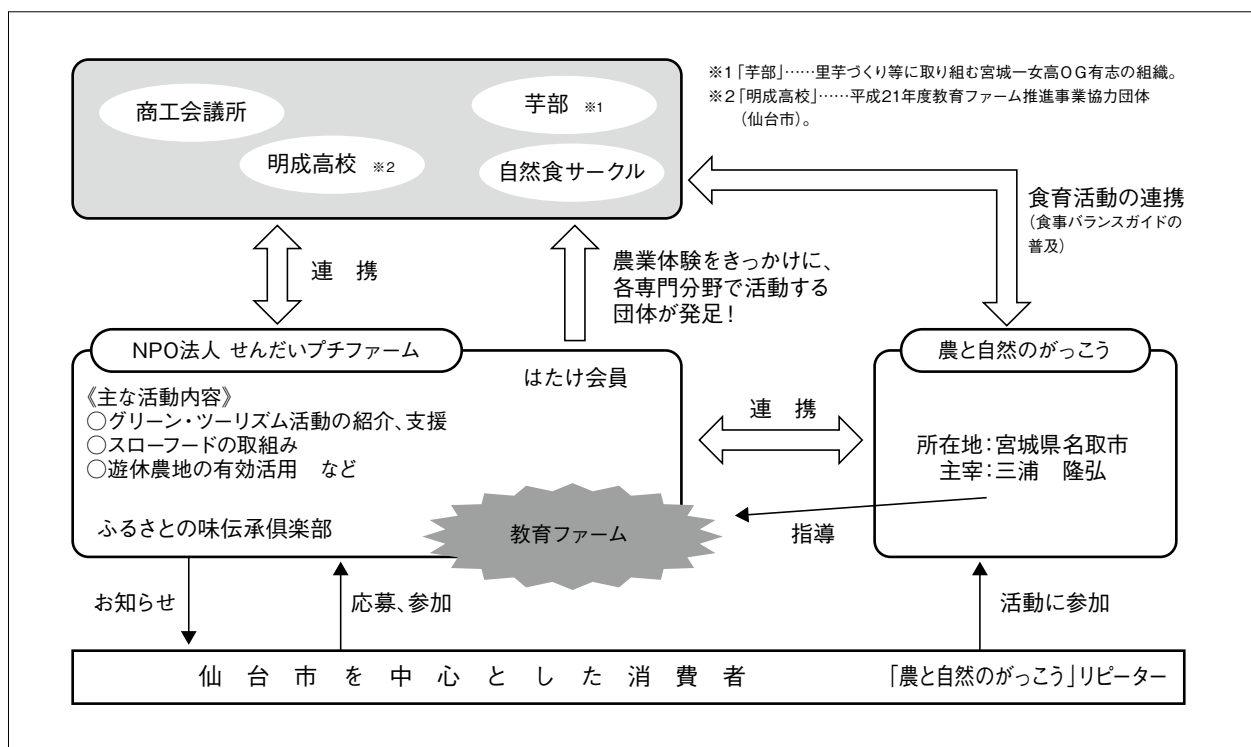 商工会議所
芋部 ※1
明成高校 ※2
自然食サークル
※1「芋部」……里芋づくり等に取り組む宮城一女高OG有志の組織。
※2「明成高校」……平成21年度教育ファーム推進事業協力団体
（仙台市）。
食育活動の連携
（食事バランスガイドの
普及）
連　携
農業体験をきっかけに、
各専門分野で活動する
団体が発足！
NPO法人 せんだいプチファーム
はたけ会員
《主な活動内容》
○グリーン・ツーリズム活動の紹介、支援
○スローフードの取組み
○遊休農地の有効活用　など
ふるさとの味伝承倶楽部
教育ファーム
連　携
指導
農と自然のがっこう
所在地：宮城県名取市
主宰：三浦　隆弘
お知らせ
応募、参加
活動に参加
仙台市を中心とした消費者
「農と自然のがっこう」リピーター